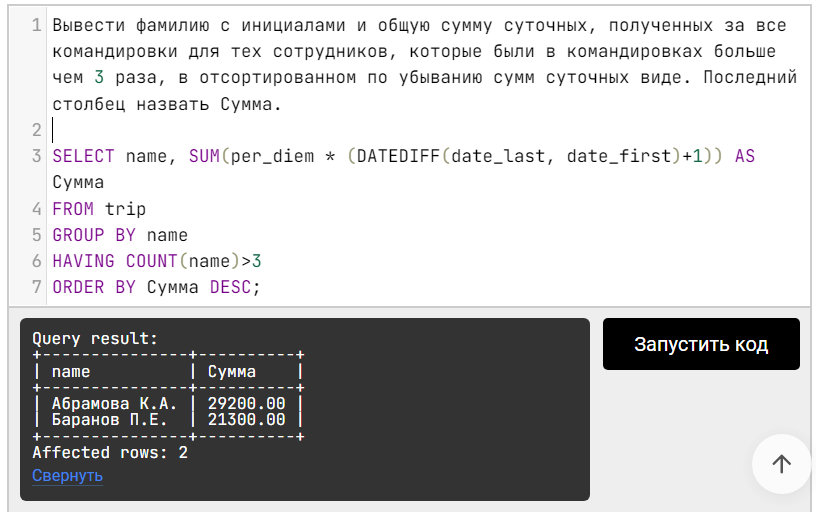 1 Вывести фамилию с инициалами и общую сумму суточных, полученных за все
командировки для тех сотрудников, которые были в командировках больше
чем 3 раза, в отсортированном по убыванию сумм суточных виде. Последний
столбец назвать Сумма.
2
3 SELECT name, SUM(per_diem * (DATEDIFF(date_last, date_first)+1)) AS
Сумма
4 FROM trip
5 GROUP BY name
6 HAVING COUNT(name)>3
7 ORDER BY Сумма DESC;
Query result:
+---------------+----------+
| name          | Сумма    |
+---------------+----------+
| Абрамова К.А. | 29200.00 |
| Баранов П.Е.  | 21300.00 |
+---------------+----------+
Affected rows: 2
Свернуть
Запустить код